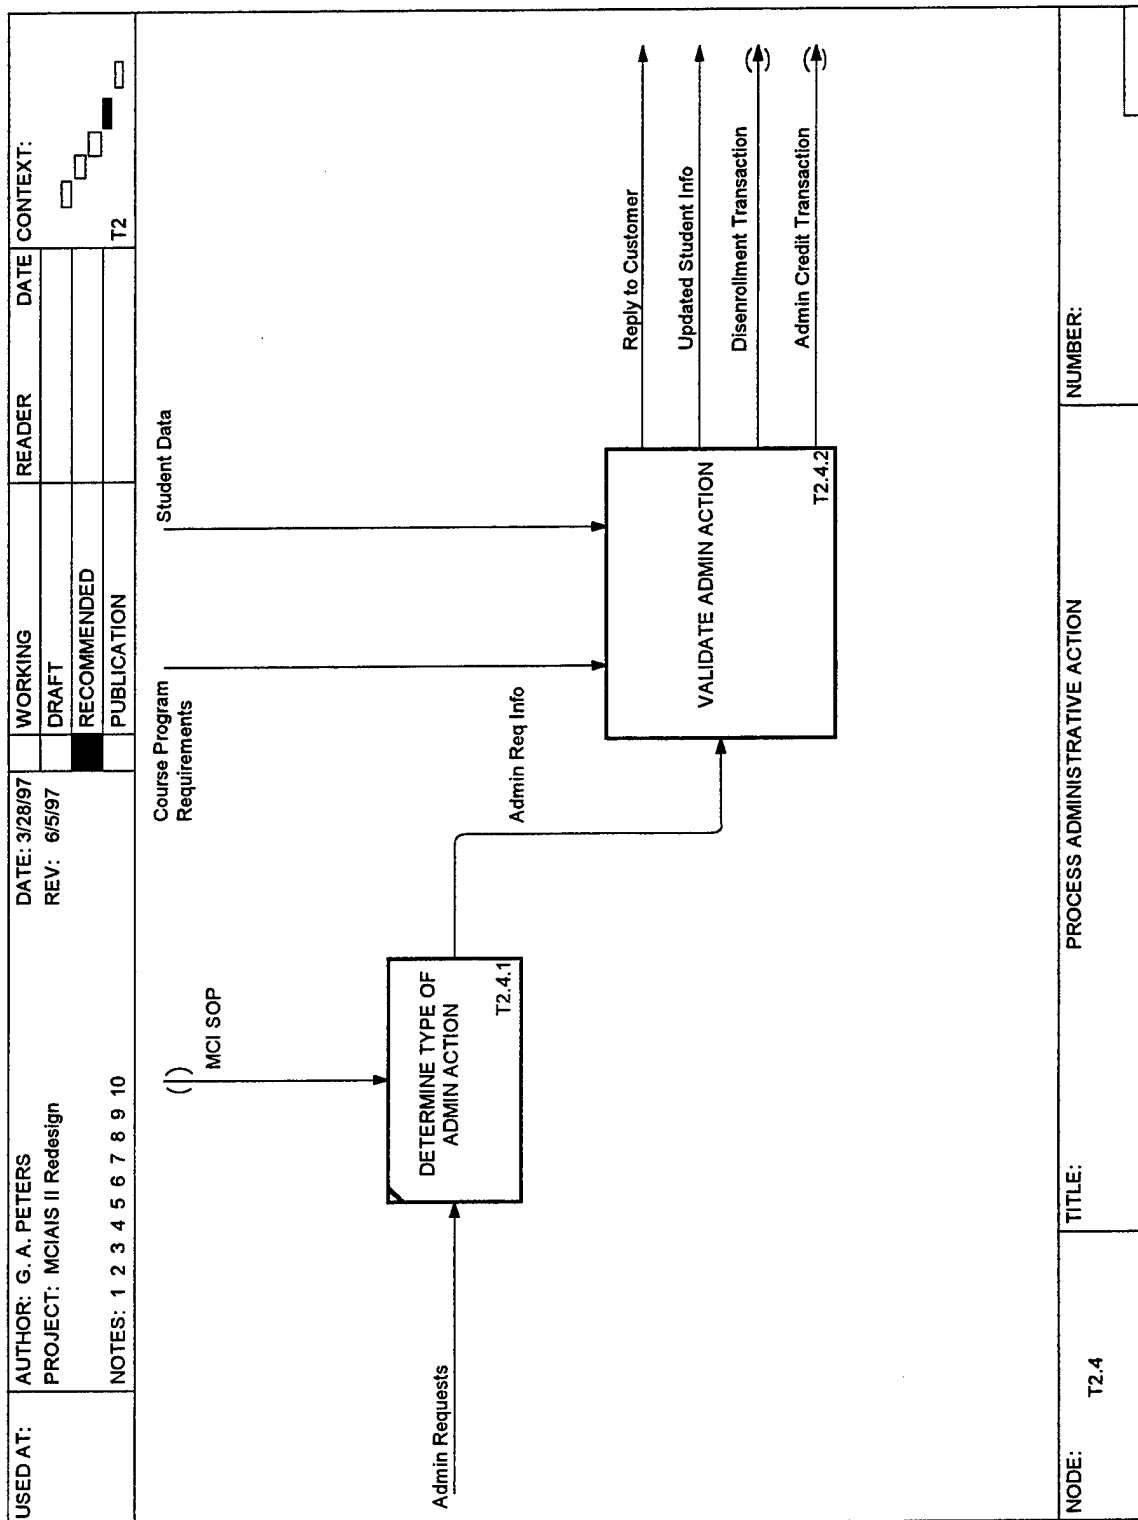 USED AT:
AUTHOR: G. A. PETERS
DATE: 3/28/97
WORKING
READER
DATE
CONTEXT:
PROJECT: MCIAIS II Redesign
REV: 6/5/97
DRAFT
RECOMMENDED
NOTES: 1 2 3 4 5 6 7 8 9 10
PUBLICATION
T2
Course Program
Requirements
Student Data
( )
MCI SOP
Admin Requests
DETERMINE TYPE OF
ADMIN ACTION
T2.4.1
Admin Req Info
VALIDATE ADMIN ACTION
T2.4.2
Reply to Customer
Updated Student Info
Disenrollment Transaction
( )
Admin Credit Transaction
( )
NODE:
T2.4
TITLE:
PROCESS ADMINISTRATIVE ACTION
NUMBER: